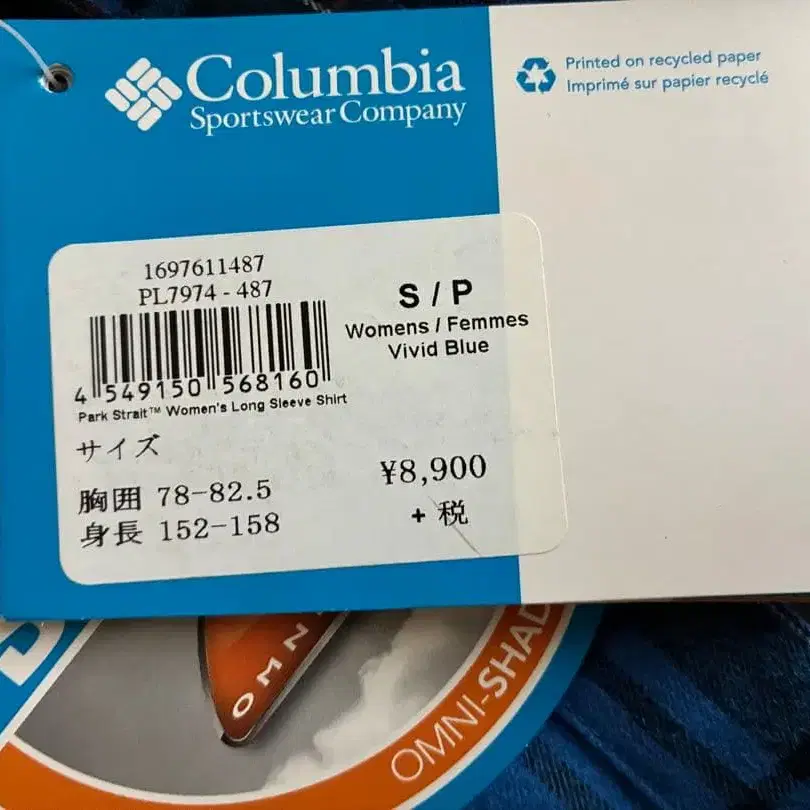 Columbia
Sportswear Company
Printed on recycled paper
Imprimé sur papier recyclé
1697611487
PL7974 - 487
S / P
Womens / Femmes
Vivid Blue
4 549150 568160
Park Strait™ Women's Long Sleeve Shirt
サイズ
胸囲 78-82.5
身長 152-158
¥8,900
+ 税
OMN
OMNI-SHAD